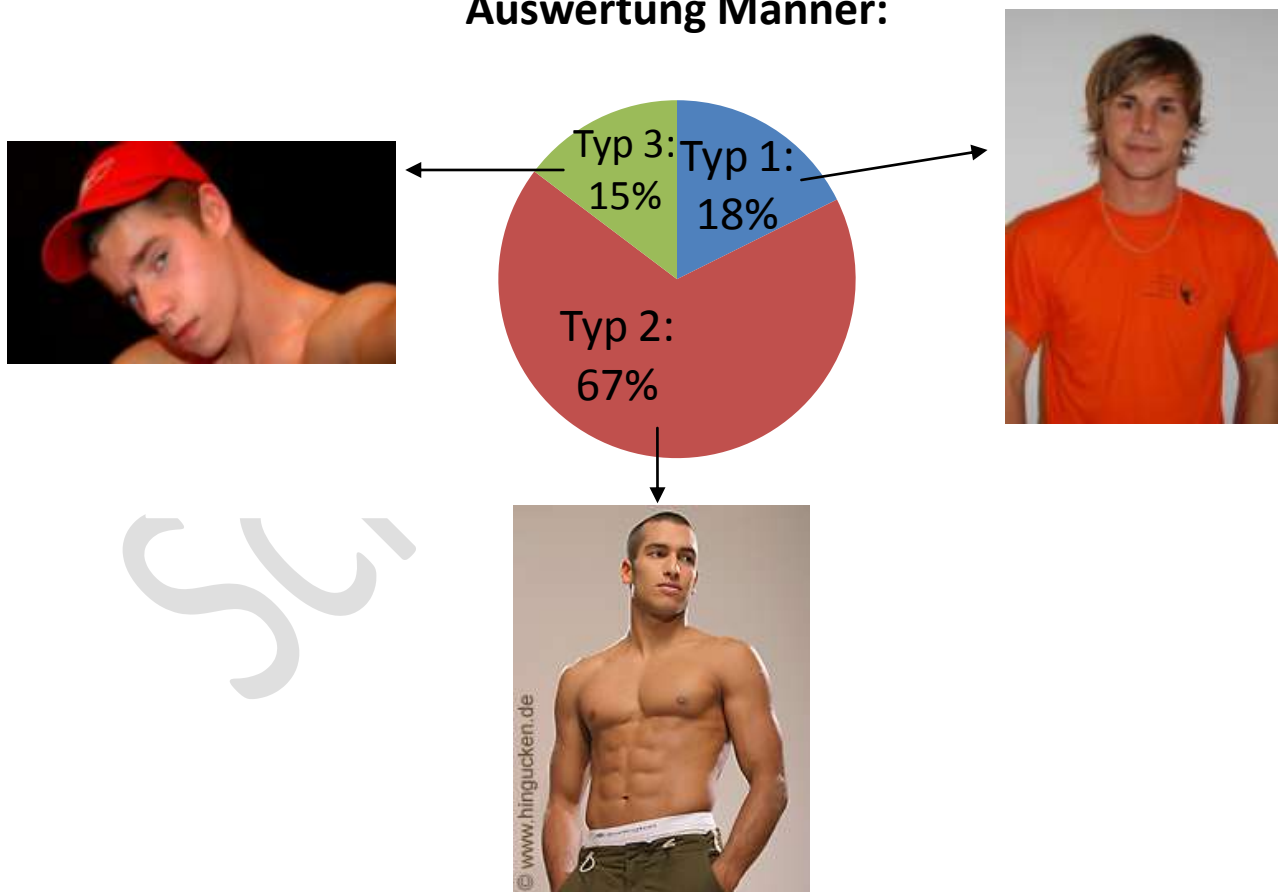 Auswertung Männer:
Typ 3:
15%
Typ 1:
18%
Typ 2:
67%
© www.hingucken.de